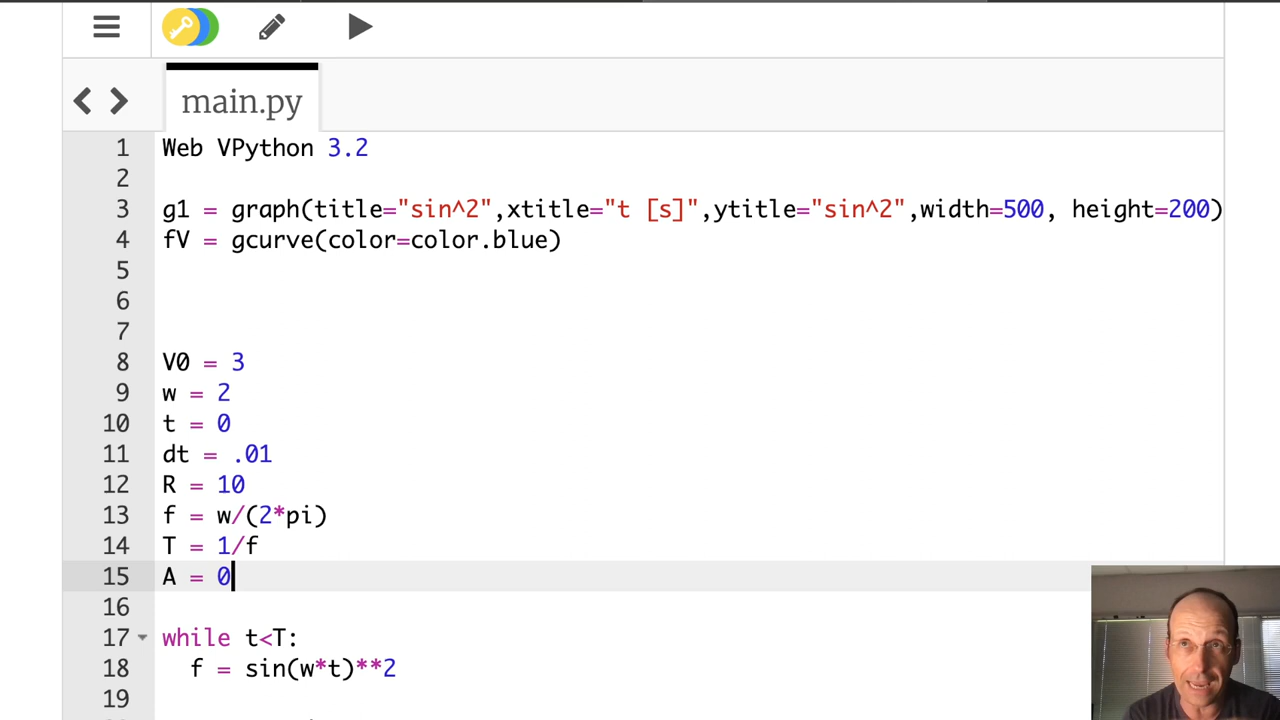 main.py
1 Web VPython 3.2
2
3 g1 = graph(title="sin^2",xtitle="t [s]",ytitle="sin^2",width=500, height=200)
4 fV = gcurve(color=color.blue)
5
6
7
8 V0 = 3
9 w = 2
10 t = 0
11 dt = .01
12 R = 10
13 f = w/(2*pi)
14 T = 1/f
15 A = 0
16
17 while t<T:
18 f = sin(w*t)**2
19